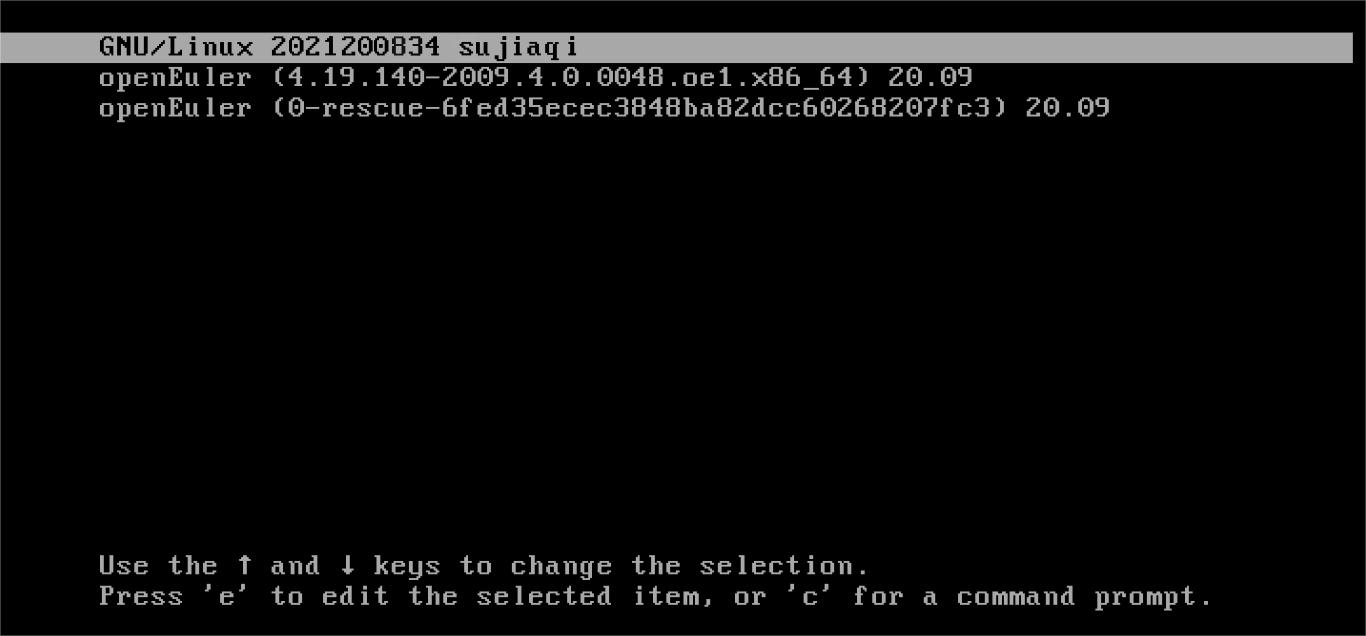 GNU/Linux 2021200834 sujiaqi
openEuler (4.19.140-2009.4.0.0048.oe1.x86_64) 20.09
openEuler (0-rescue-6fed35ecec3848ba82dcc60268207fc3) 20.09
Use the ↑ and ↓ keys to change the selection.
Press 'e' to edit the selected item, or 'c' for a command prompt.